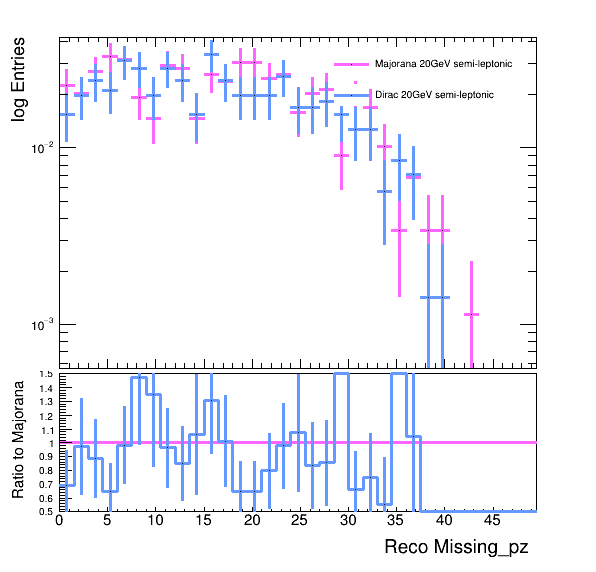 log Entries
Majorana 20GeV semi-leptonic
Dirac 20GeV semi-leptonic
10⁻²
10⁻³
Ratio to Majorana
1.5
1.4
1.3
1.2
1.1
1
0.9
0.8
0.7
0.6
0.5
0 5 10 15 20 25 30 35 40 45
Reco Missing_pz